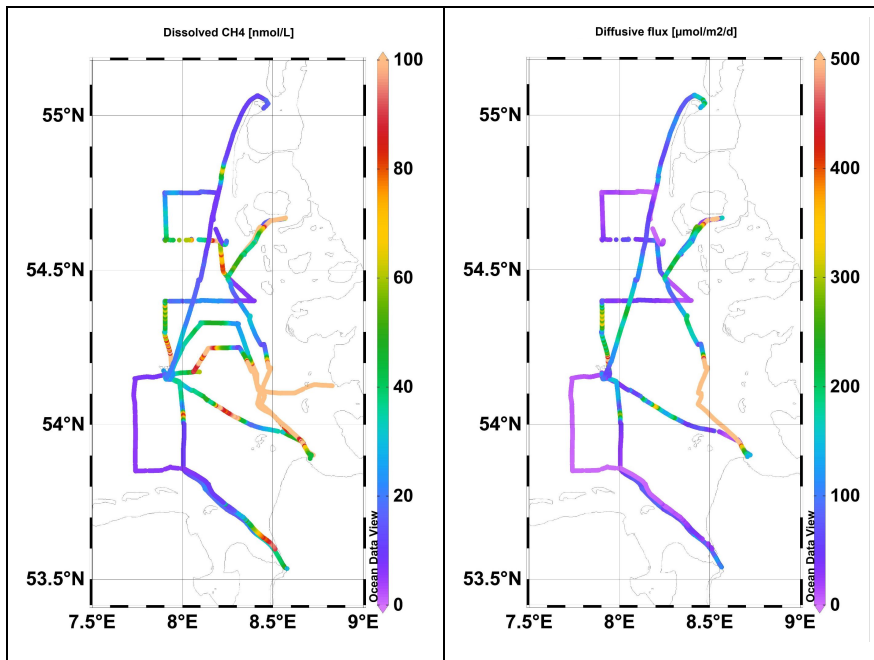 Dissolved CH4 [nmol/L]
55°N
54.5°N
54°N
53.5°N
7.5°E 8°E 8.5°E 9°E
100
80
60
40
20
0
Ocean Data View
Diffusive flux [µmol/m2/d]
55°N
54.5°N
54°N
53.5°N
7.5°E 8°E 8.5°E 9°E
500
400
300
200
100
0
Ocean Data View